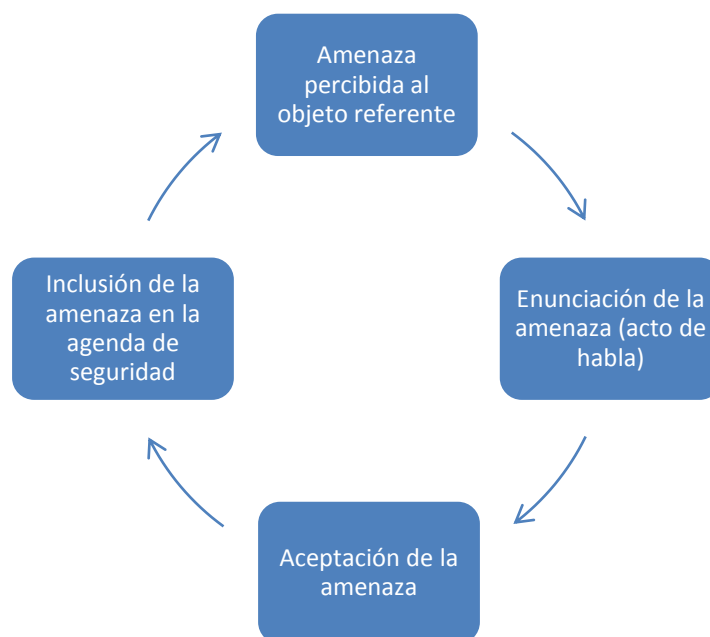 Amenaza
percibida al
objeto referente
Enunciación de la
amenaza (acto de
habla)
Aceptación de la
amenaza
Inclusión de la
amenaza en la
agenda de
seguridad